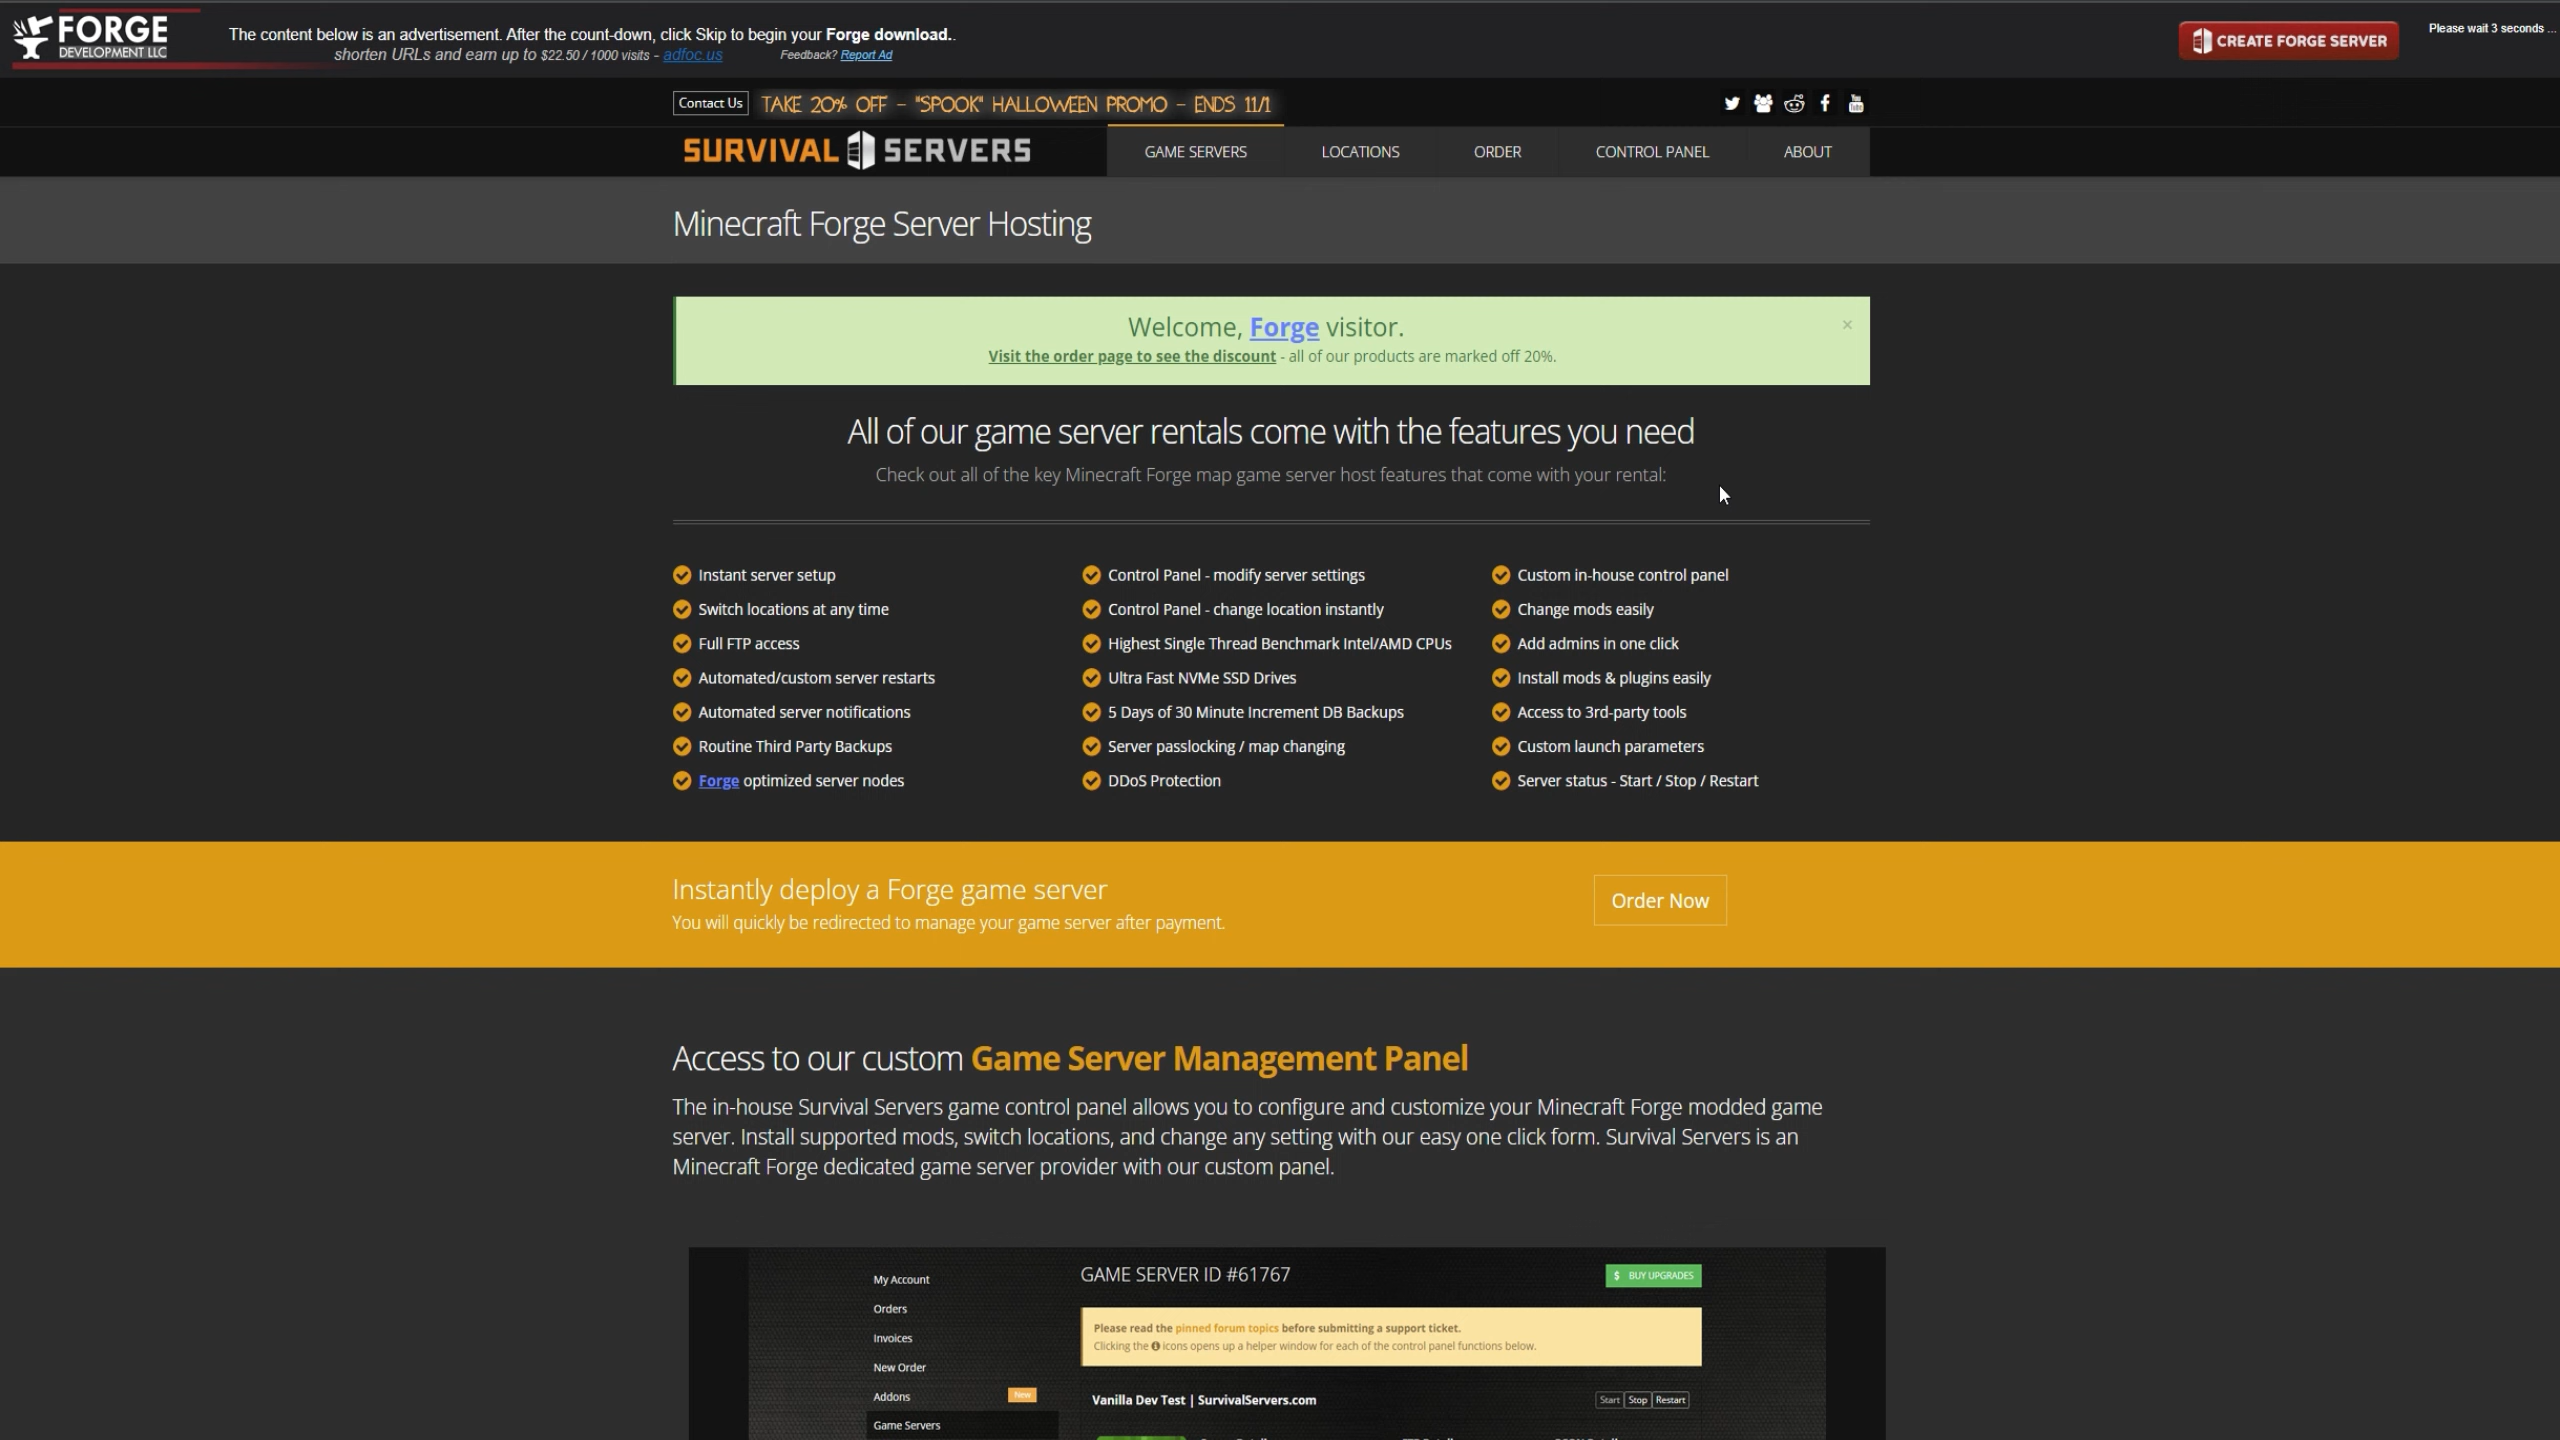 FORGE
DEVELOPMENT LLC
The content below is an advertisement. After the count-down, click Skip to begin your Forge download..
shorten URLs and earn up to $22.50 / 1000 visits - adfoc.us
Feedback? Report Ad
CREATE FORGE SERVER
Please wait 3 seconds ...
Contact Us
TAKE 20% OFF - "SPOOK" HALLOWEEN PROMO - ENDS 11/1
SURVIVAL SERVERS
GAME SERVERS
LOCATIONS
ORDER
CONTROL PANEL
ABOUT
Minecraft Forge Server Hosting
Welcome, Forge visitor.
×
Visit the order page to see the discount - all of our products are marked off 20%.
All of our game server rentals come with the features you need
Check out all of the key Minecraft Forge map game server host features that come with your rental:
Instant server setup
Switch locations at any time
Full FTP access
Automated/custom server restarts
Automated server notifications
Routine Third Party Backups
Forge optimized server nodes
Control Panel - modify server settings
Control Panel - change location instantly
Highest Single Thread Benchmark Intel/AMD CPUs
Ultra Fast NVMe SSD Drives
5 Days of 30 Minute Increment DB Backups
Server passlocking / map changing
DDoS Protection
Custom in-house control panel
Change mods easily
Add admins in one click
Install mods & plugins easily
Access to 3rd-party tools
Custom launch parameters
Server status - Start / Stop / Restart
Instantly deploy a Forge game server
You will quickly be redirected to manage your game server after payment.
Order Now
Access to our custom Game Server Management Panel
The in-house Survival Servers game control panel allows you to configure and customize your Minecraft Forge modded game
server. Install supported mods, switch locations, and change any setting with our easy one click form. Survival Servers is an
Minecraft Forge dedicated game server provider with our custom panel.
My Account
Orders
Invoices
New Order
Addons
New
Game Servers
GAME SERVER ID #61767
$ BUY UPGRADES
Please read the pinned forum topics before submitting a support ticket.
Clicking the icons opens up a helper window for each of the control panel functions below.
Vanilla Dev Test | SurvivalServers.com
Start
Stop
Restart